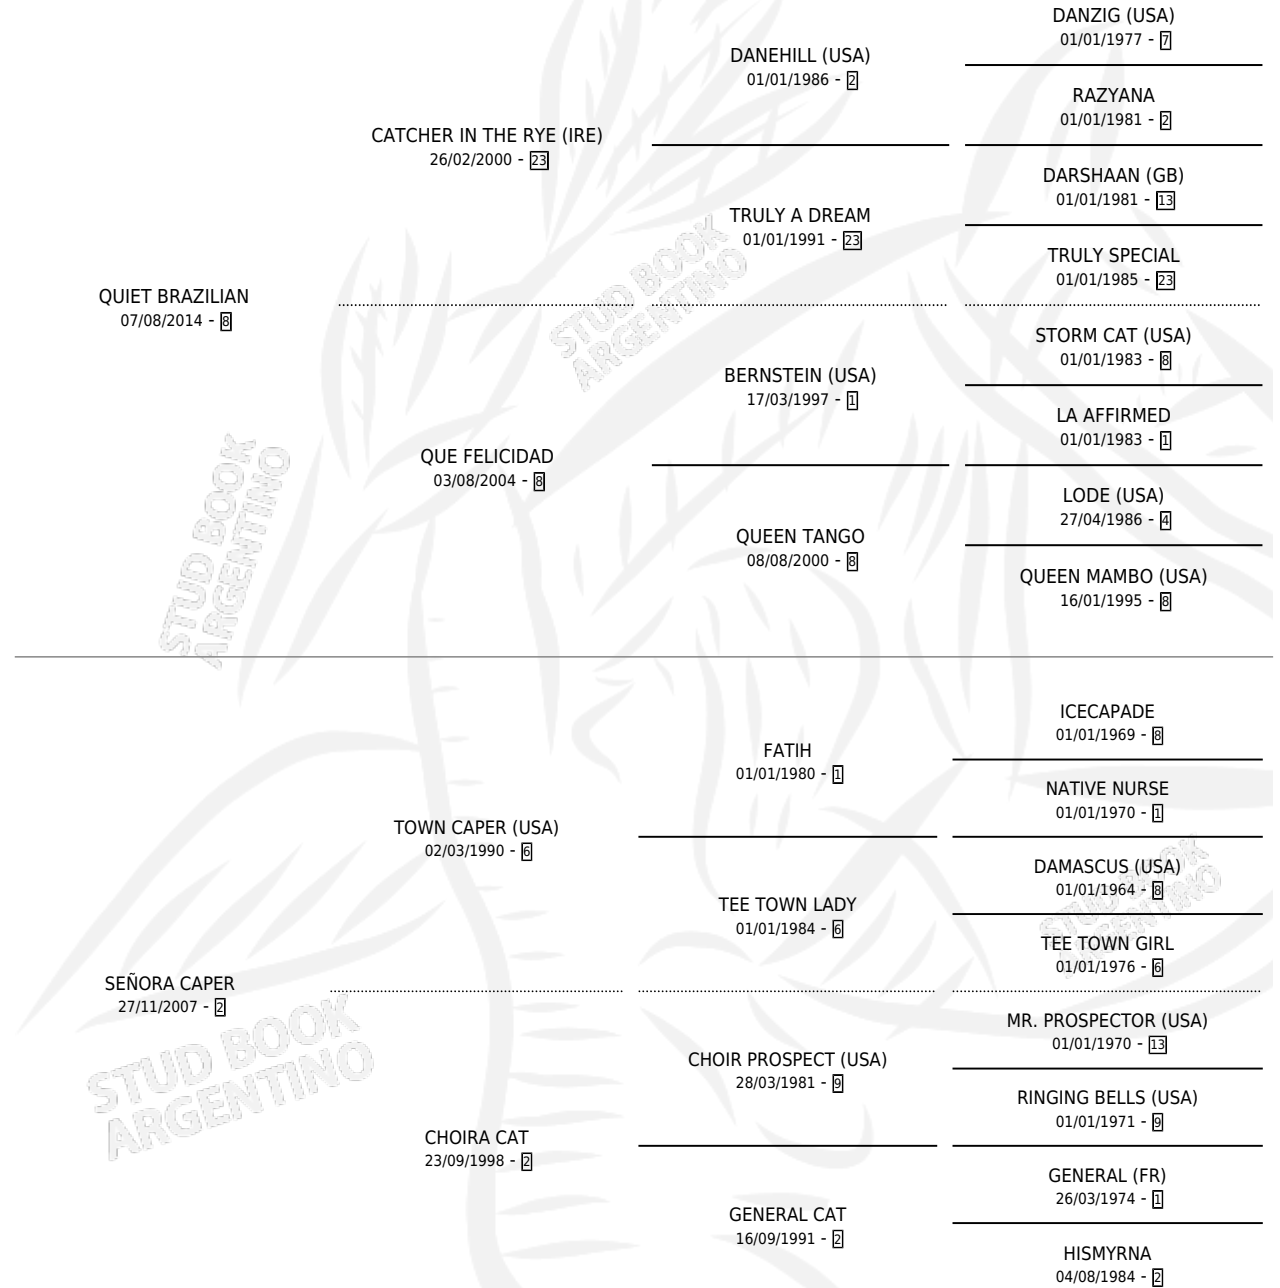 DANZIG (USA)
01/01/1977 - 7
DANEHILL (USA)
01/01/1986 - 2
RAZYANA
01/01/1981 - 2
CATCHER IN THE RYE (IRE)
26/02/2000 - 23
DARSHAAN (GB)
01/01/1981 - 13
TRULY A DREAM
01/01/1991 - 23
TRULY SPECIAL
01/01/1985 - 23
QUIET BRAZILIAN
07/08/2014 - 8
STORM CAT (USA)
01/01/1983 - 8
BERNSTEIN (USA)
17/03/1997 - 1
LA AFFIRMED
01/01/1983 - 1
QUE FELICIDAD
03/08/2004 - 8
LODE (USA)
27/04/1986 - 4
QUEEN TANGO
08/08/2000 - 8
QUEEN MAMBO (USA)
16/01/1995 - 8
ICECAPADE
01/01/1969 - 8
FATIH
01/01/1980 - 1
NATIVE NURSE
01/01/1970 - 1
TOWN CAPER (USA)
02/03/1990 - 6
DAMASCUS (USA)
01/01/1964 - 8
TEE TOWN LADY
01/01/1984 - 6
TEE TOWN GIRL
01/01/1976 - 6
SEÑORA CAPER
27/11/2007 - 2
MR. PROSPECTOR (USA)
01/01/1970 - 13
CHOIR PROSPECT (USA)
28/03/1981 - 9
RINGING BELLS (USA)
01/01/1971 - 9
CHOIRA CAT
23/09/1998 - 2
GENERAL (FR)
26/03/1974 - 1
GENERAL CAT
16/09/1991 - 2
HISMYRNA
04/08/1984 - 2
STUD BOOK
ARGENTINO
STUD BOOK
ARGENTINO
STUD BOOK
ARGENTINO
STUD BOOK
ARGENTINO